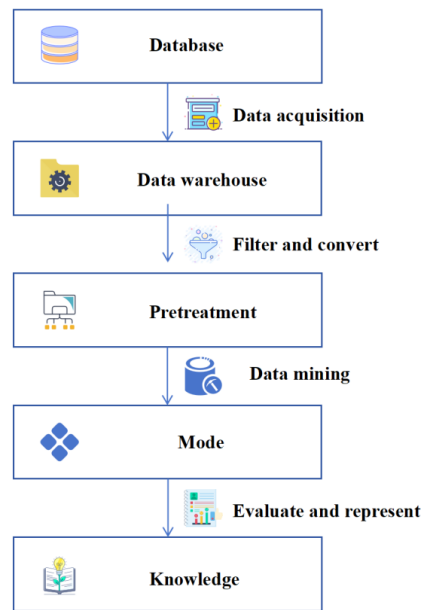 Database
Data acquisition
Data warehouse
Filter and convert
Pretreatment
Data mining
Mode
Evaluate and represent
Knowledge